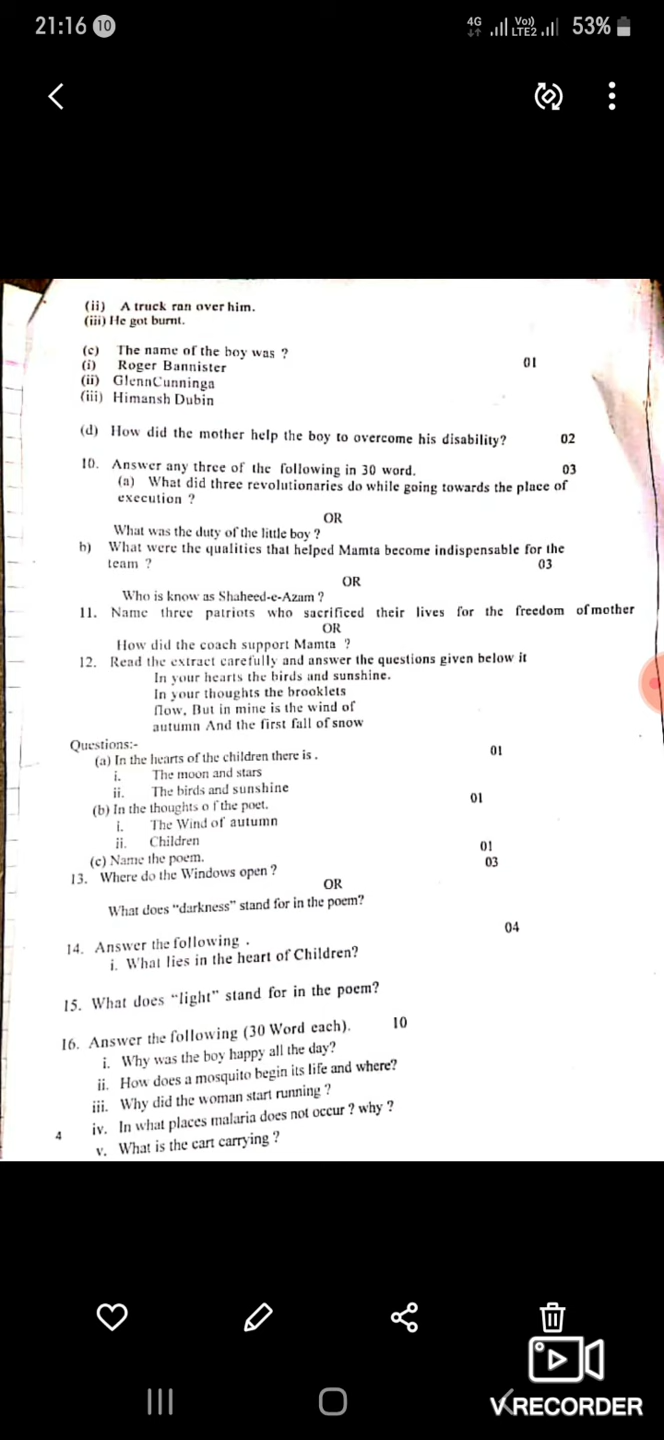 21:16 10 4G Vo)) LTE2 53%
(ii) A truck ran over him.
(iii) He got burnt.
(c) The name of the boy was ?
(i) Roger Bannister 01
(ii) GlennCunninga
(iii) Himansh Dubin
(d) How did the mother help the boy to overcome his disability? 02
10. Answer any three of the following in 30 word. 03
(a) What did three revolutionaries do while going towards the place of
execution ?
OR
What was the duty of the little boy ?
b) What were the qualities that helped Mamta become indispensable for the
team ? 03
OR
Who is know as Shaheed-e-Azam ?
11. Name three patriots who sacrificed their lives for the freedom of mother
OR
How did the coach support Mamta ?
12. Read the extract carefully and answer the questions given below it
In your hearts the birds and sunshine.
In your thoughts the brooklets
flow, But in mine is the wind of
autumn And the first fall of snow
Questions:-
(a) In the hearts of the children there is . 01
i. The moon and stars
ii. The birds and sunshine
(b) In the thoughts o f the poet. 01
i. The Wind of autumn
ii. Children
(c) Name the poem. 01
13. Where do the Windows open ? 03
OR
What does "darkness" stand for in the poem?
14. Answer the following . 04
i. What lies in the heart of Children?
15. What does "light" stand for in the poem?
16. Answer the following (30 Word each). 10
i. Why was the boy happy all the day?
ii. How does a mosquito begin its life and where?
iii. Why did the woman start running ?
iv. In what places malaria does not occur ? why ?
4 v. What is the cart carrying ?
VRECORDER